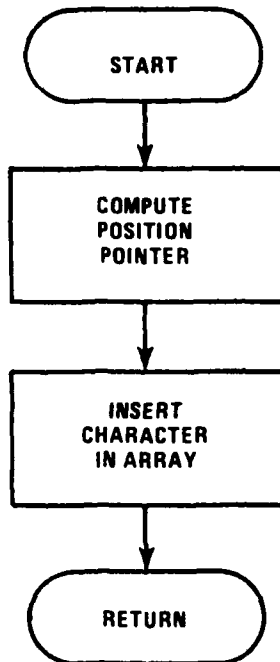 START
COMPUTE
POSITION
POINTER
INSERT
CHARACTER
IN ARRAY
RETURN